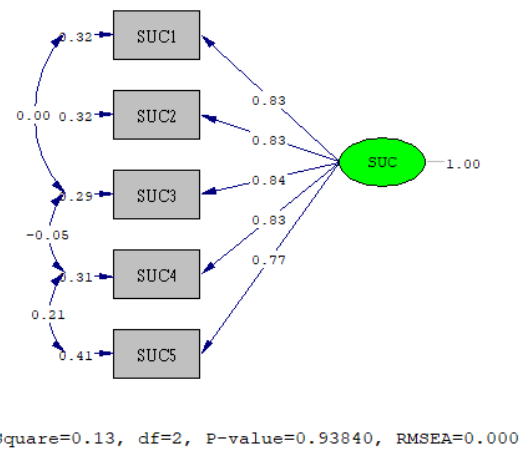 0.32 SUC1
0.83
0.00 0.32 SUC2
0.83
SUC 1.00
0.84
0.29 SUC3
0.83
-0.05
0.77
0.31 SUC4
0.21
0.41 SUC5
Square=0.13, df=2, P-value=0.93840, RMSEA=0.000